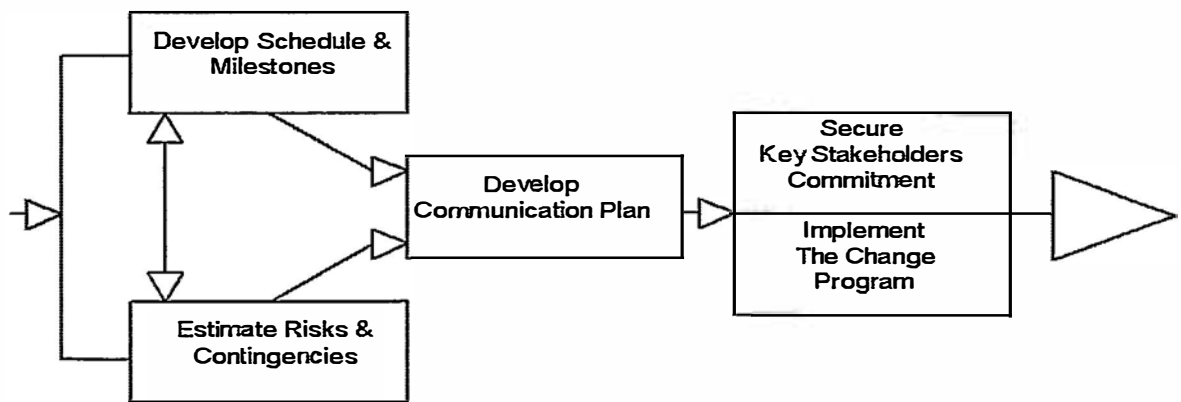 Develop Schedule &
Milestones
Estimate Risks &
Contingencies
Develop
Communication Plan
Secure
Key Stakeholders
Commitment
Implement
The Change
Program